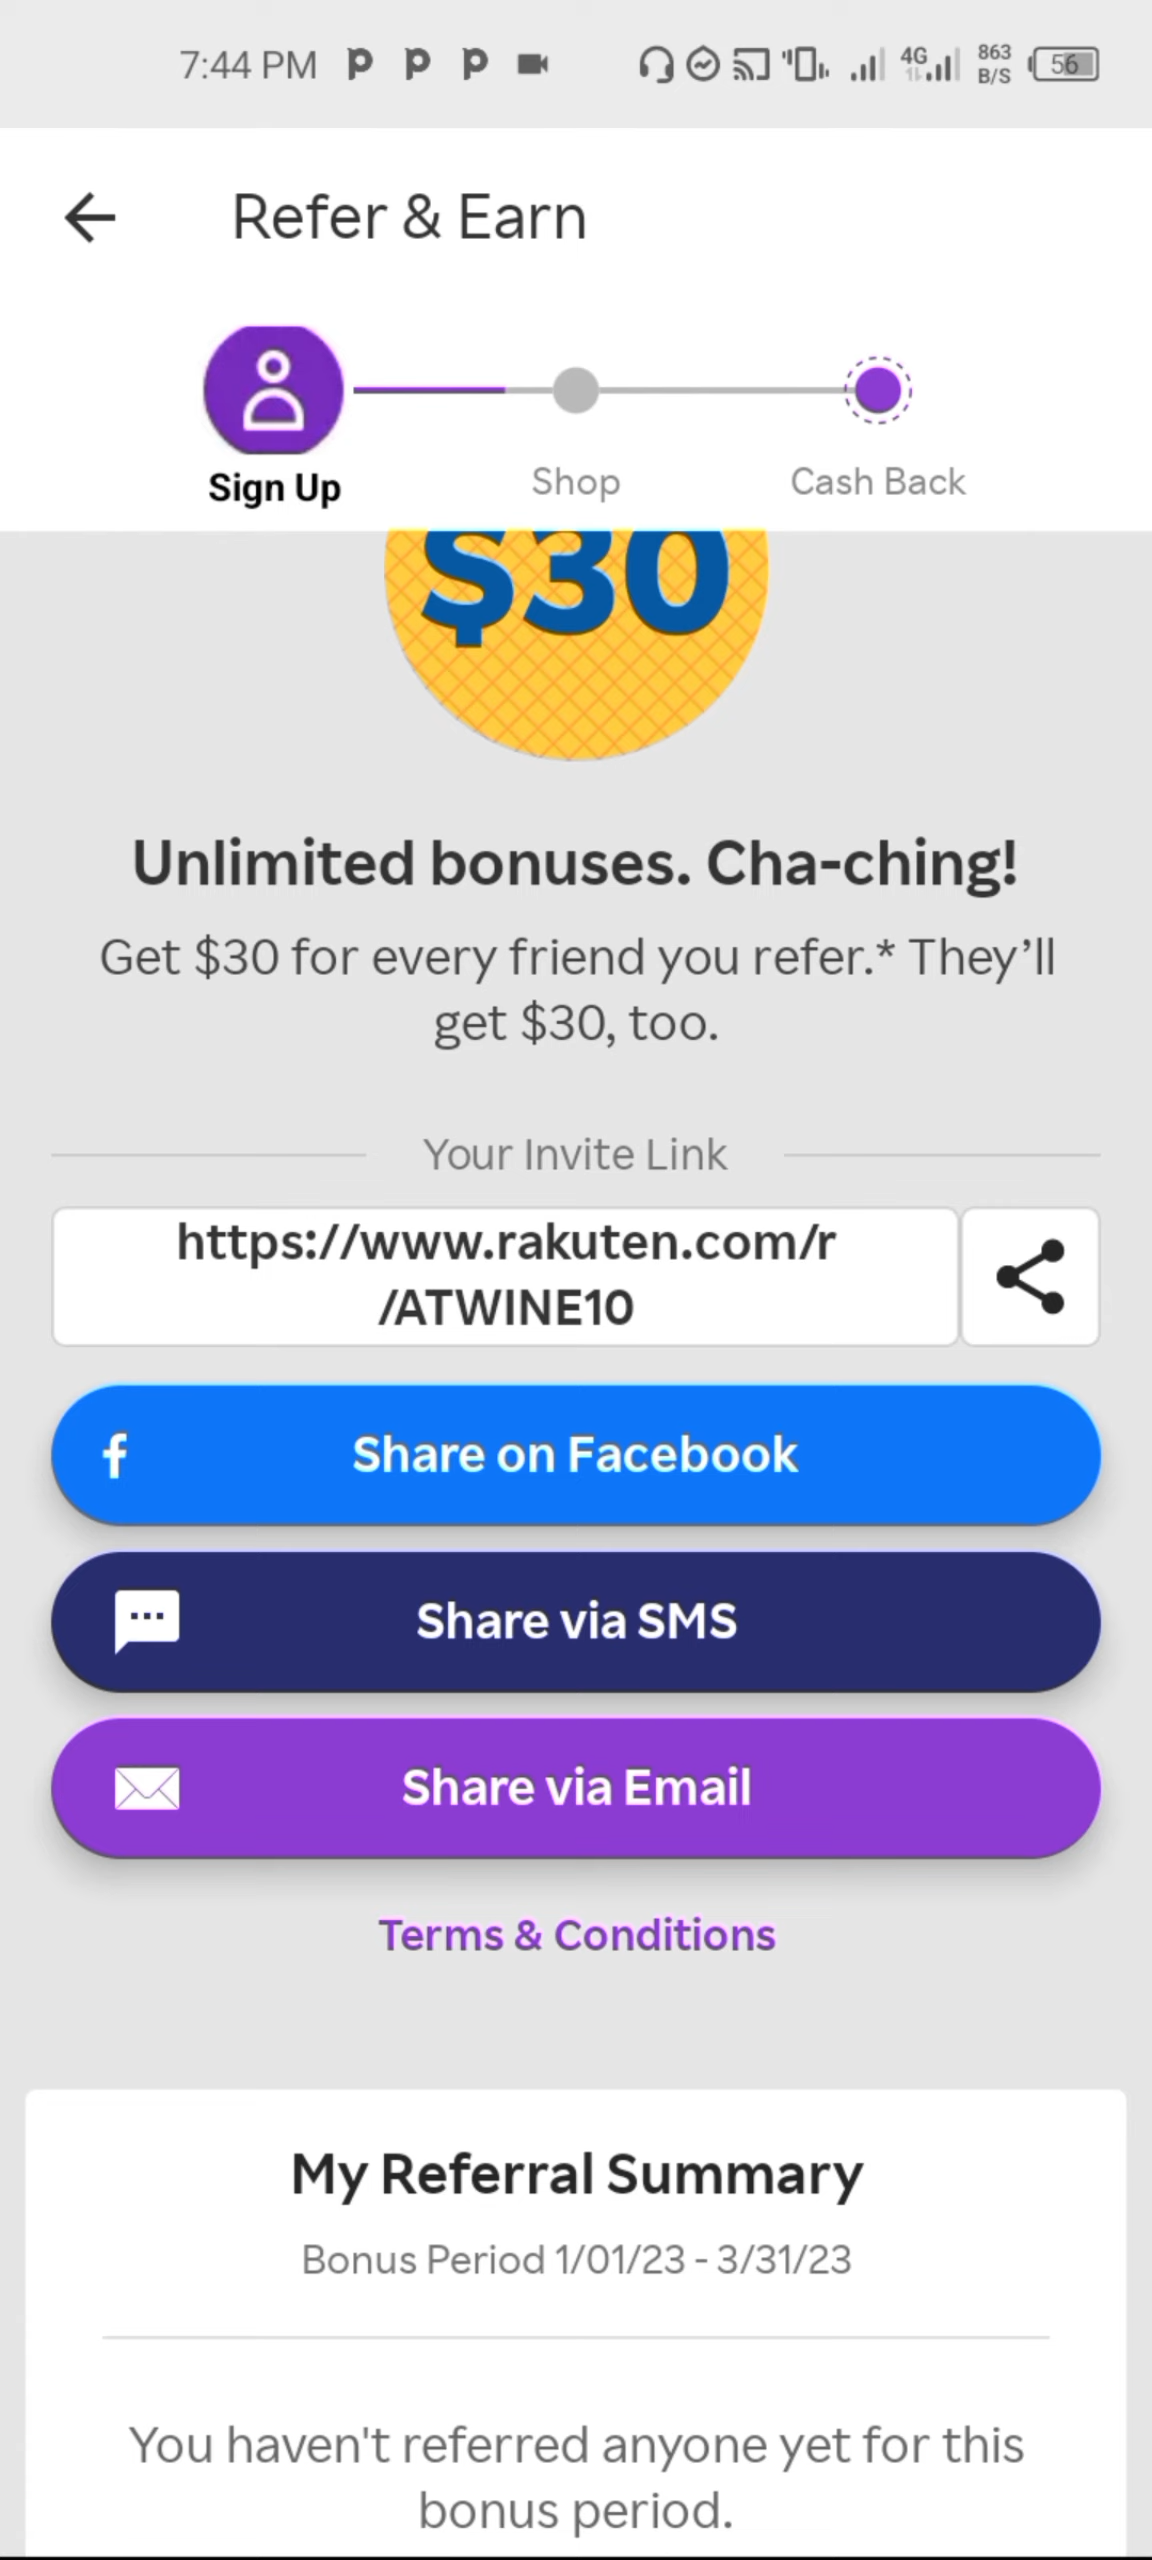 7:44 PM
4G
863
B/S
56
Refer & Earn
Sign Up
Shop
Cash Back
$30
Unlimited bonuses. Cha-ching!
Get $30 for every friend you refer.* They’ll
get $30, too.
Your Invite Link
https://www.rakuten.com/r
/ATWINE10
Share on Facebook
Share via SMS
Share via Email
Terms & Conditions
My Referral Summary
Bonus Period 1/01/23 - 3/31/23
You haven't referred anyone yet for this
bonus period.